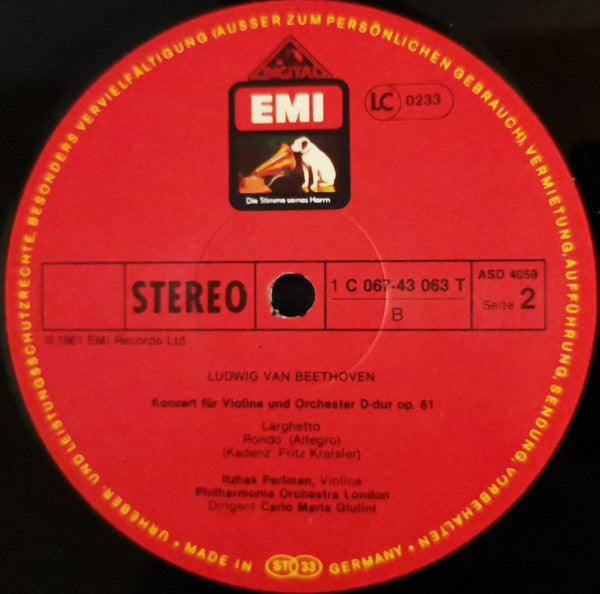 URHEBER- UND LEISTUNGSSCHUTZRECHTE, BESONDERS VERVIELFÄLTIGUNG (AUSSER ZUM PERSÖNLICHEN GEBRAUCH), VERMIETUNG, AUFFÜHRUNG, SENDUNG, VORBEHALTEN • MADE IN GERMANY •
DIGITAL
EMI
LC 0233
Die Stimme seines Herrn
STEREO
1 C 067-43 063 T
B
ASD 4059
Seite 2
℗ 1981 EMI Records Ltd.
LUDWIG VAN BEETHOVEN
Konzert für Violine und Orchester D-dur op. 61
Larghetto
Rondo (Allegro)
(Kadenz: Fritz Kreisler)
Itzhak Perlman, Violine
Philharmonia Orchestra London
Dirigent Carlo Maria Giulini
ST 33